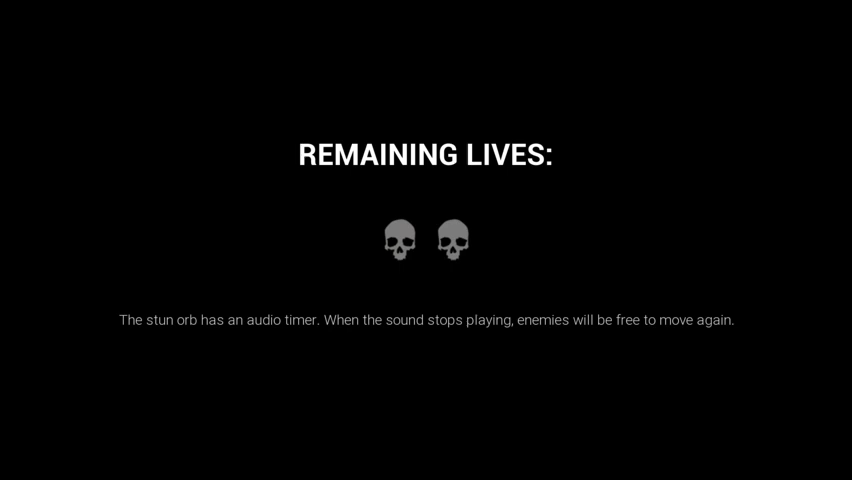 REMAINING LIVES:
The stun orb has an audio timer. When the sound stops playing, enemies will be free to move again.